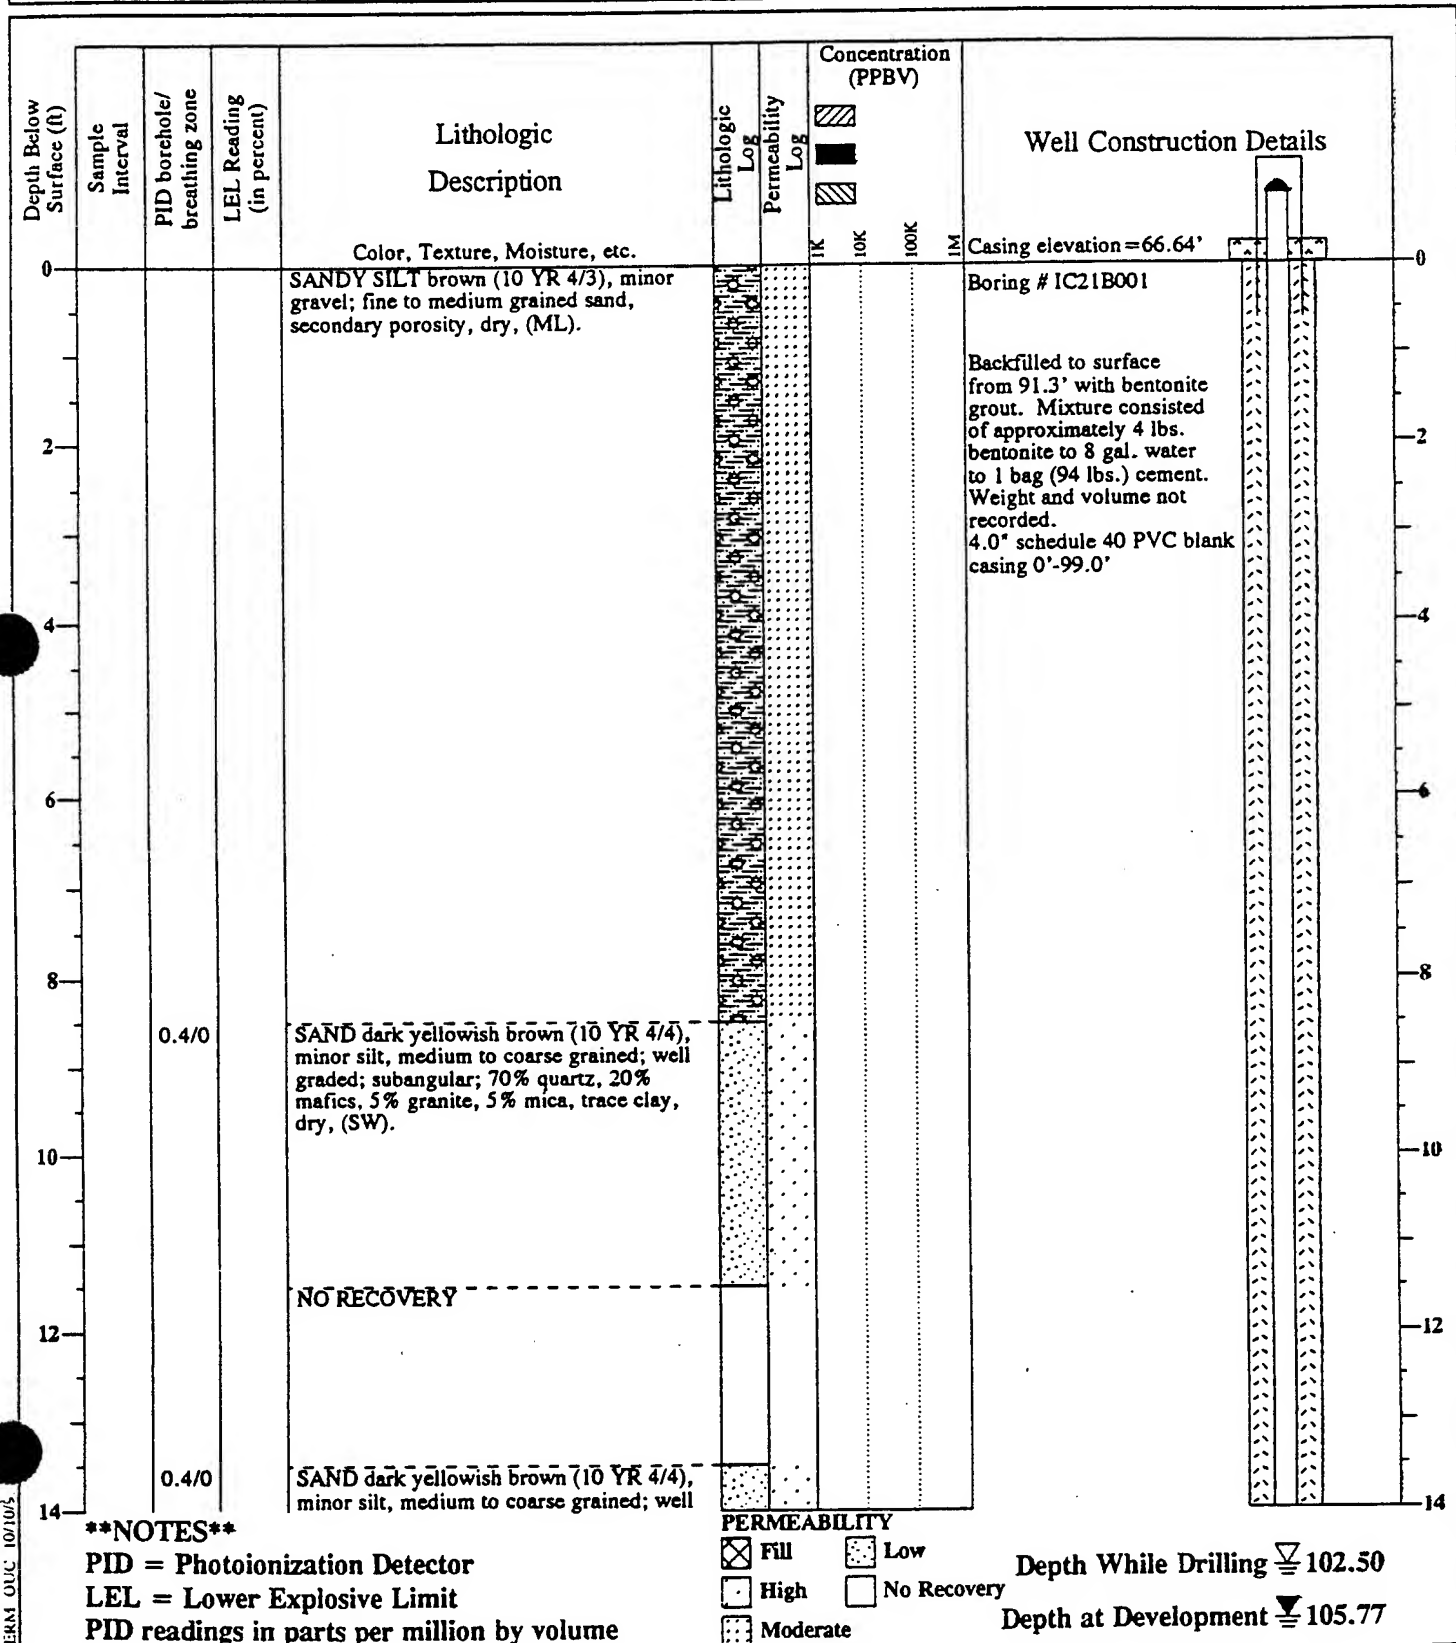 Depth Below
Surface (ft)
Sample
Interval
PID borehole/
breathing zone
LEL Reading
(in percent)
Lithologic
Description
Color, Texture, Moisture, etc.
Lithologic
Log
Permeability
Log
Concentration
(PPBV)
1K
10K
100K
1M
Well Construction Details
Casing elevation=66.64'
0
SANDY SILT brown (10 YR 4/3), minor
gravel; fine to medium grained sand,
secondary porosity, dry, (ML).
Boring # IC21B001
0
Backfilled to surface
from 91.3' with bentonite
grout. Mixture consisted
of approximately 4 lbs.
bentonite to 8 gal. water
to 1 bag (94 lbs.) cement.
Weight and volume not
recorded.
4.0" schedule 40 PVC blank
casing 0'-99.0'
2
2
4
4
6
6
8
8
0.4/0
SAND dark yellowish brown (10 YR 4/4),
minor silt, medium to coarse grained; well
graded; subangular; 70% quartz, 20%
mafics, 5% granite, 5% mica, trace clay,
dry, (SW).
10
10
NO RECOVERY
12
12
0.4/0
SAND dark yellowish brown (10 YR 4/4),
minor silt, medium to coarse grained; well
14
14
**NOTES**
PID = Photoionization Detector
LEL = Lower Explosive Limit
PID readings in parts per million by volume
PERMEABILITY
Fill
Low
High
No Recovery
Moderate
Depth While Drilling 102.50
Depth at Development 105.77